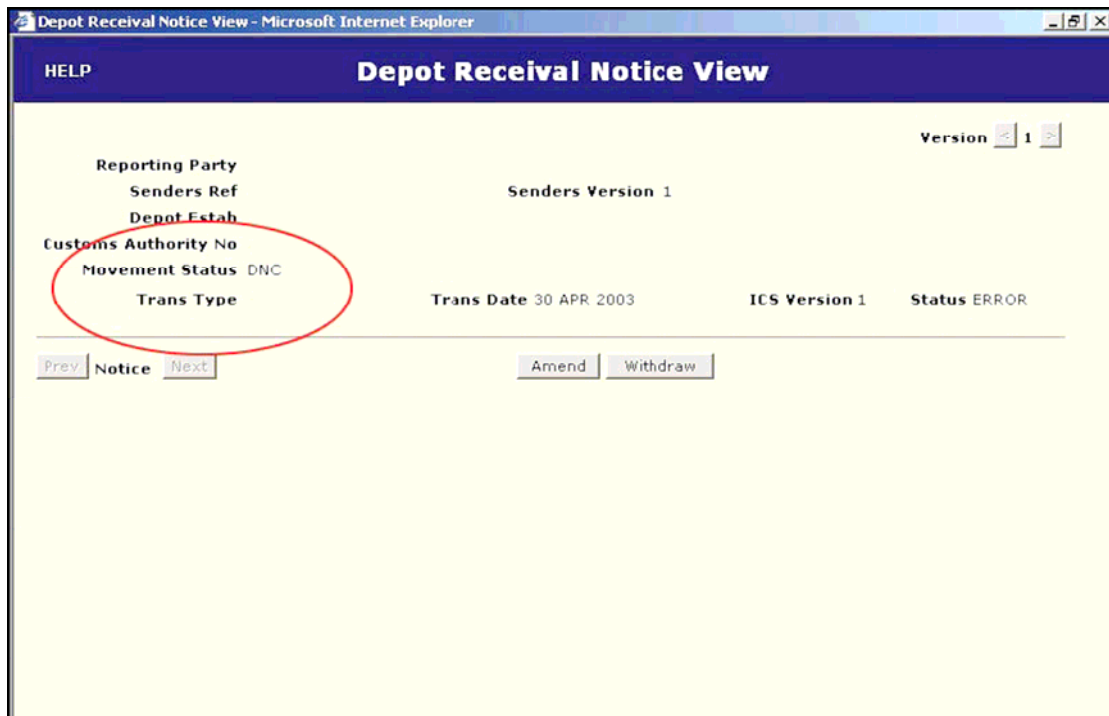 Depot Receival Notice View - Microsoft Internet Explorer
HELP Depot Receival Notice View
Version < 1 >
Reporting Party
Senders Ref Senders Version 1
Depot Estab
Customs Authority No
Movement Status DNC
Trans Type Trans Date 30 APR 2003 ICS Version 1 Status ERROR
Prev Notice Next Amend Withdraw